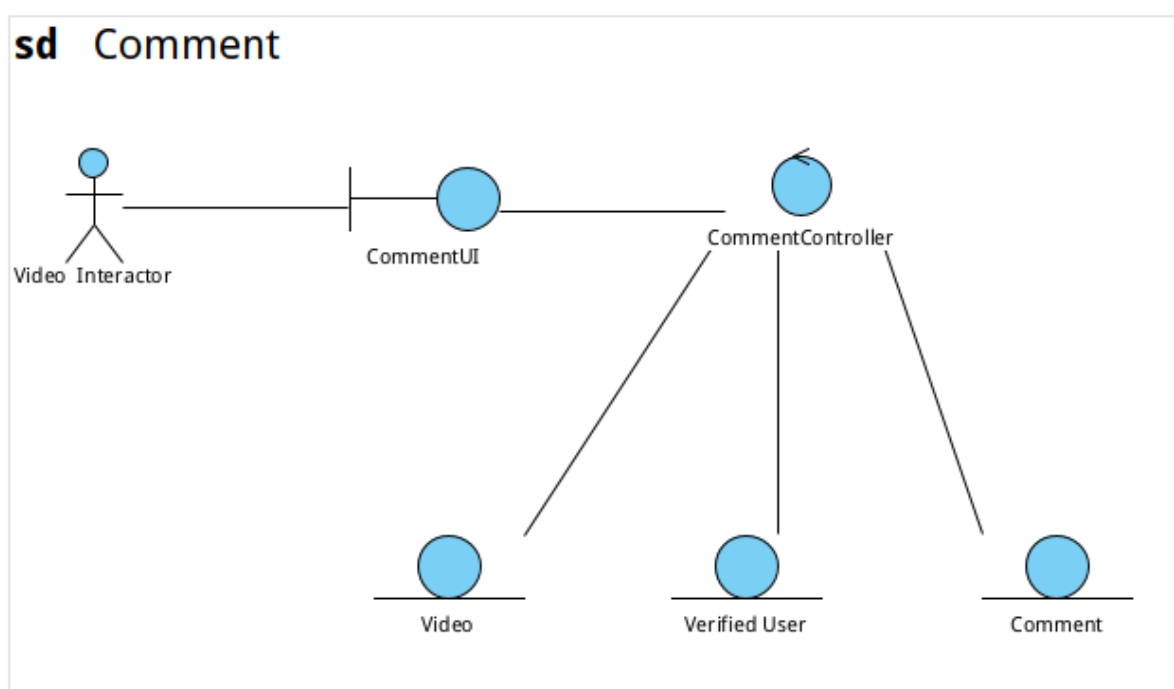 sd Comment
Video Interactor
CommentUI
CommentController
Video
Verified User
Comment